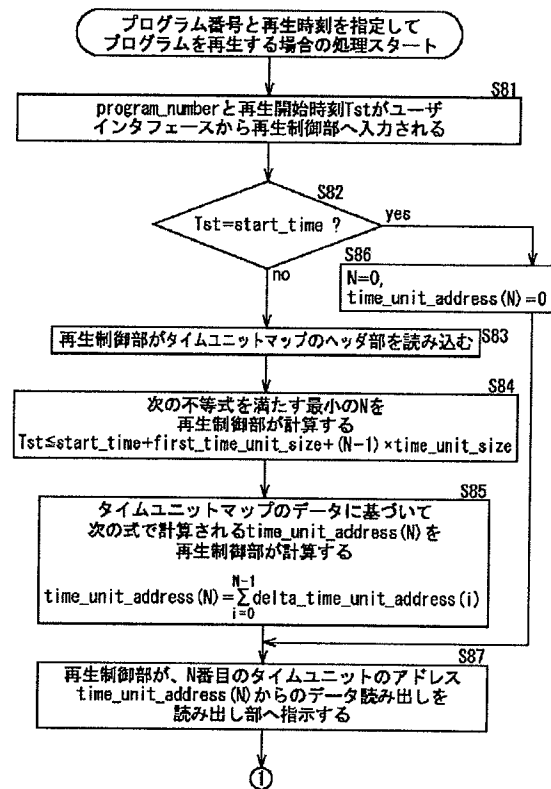 プログラム番号と再生時刻を指定して
プログラムを再生する場合の処理スタート
S81
program_numberと再生開始時刻Tstがユーザ
インタフェースから再生制御部へ入力される
S82
Tst=start_time ?
yes
no
S86
N=0,
time_unit_address(N)=0
再生制御部がタイムユニットマップのヘッダ部を読み込む
S83
S84
次の不等式を満たす最小のNを
再生制御部が計算する
Tst≤start_time+first_time_unit_size+(N-1)×time_unit_size
S85
タイムユニットマップのデータに基づいて
次の式で計算されるtime_unit_address(N)を
再生制御部が計算する
N-1
time_unit_address(N)=Σdelta_time_unit_address(i)
i=0
S87
再生制御部が、N番目のタイムユニットのアドレス
time_unit_address(N)からのデータ読み出しを
読み出し部へ指示する
①